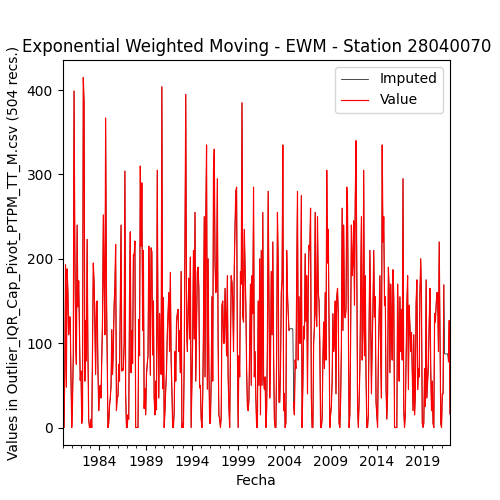 Exponential Weighted Moving - EWM - Station 28040070
Imputed
Value
Values in Outlier_IQR_Cap_Pivot_PTPM_TT_M.csv (504 recs.)
400
300
200
100
0
1984 1989 1994 1999 2004 2009 2014 2019
Fecha